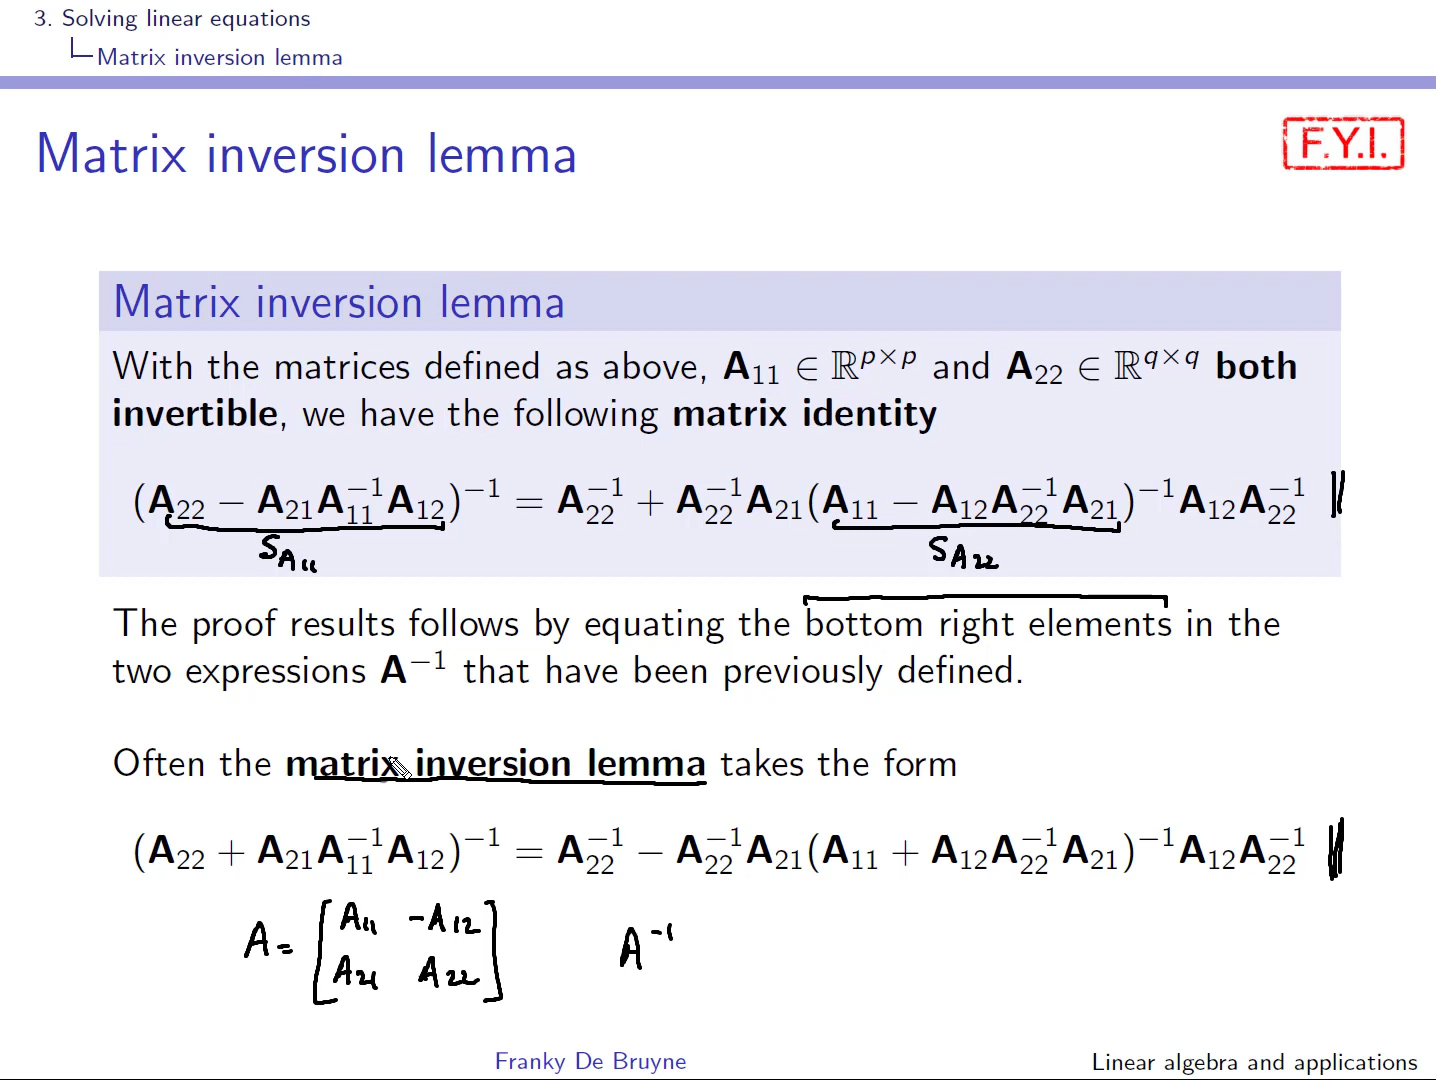 3. Solving linear equations
Matrix inversion lemma
Matrix inversion lemma
F.Y.I.
Matrix inversion lemma
With the matrices defined as above, A₁₁ ∈ ℝᵖˣᵖ and A₂₂ ∈ ℝ^{q×q} both
invertible, we have the following matrix identity
(A₂₂ − A₂₁A₁₁⁻¹A₁₂)⁻¹ = A₂₂⁻¹ + A₂₂⁻¹A₂₁(A₁₁ − A₁₂A₂₂⁻¹A₂₁)⁻¹A₁₂A₂₂⁻¹
S_{A₁₁} S_{A₂₂}
The proof results follows by equating the bottom right elements in the
two expressions A⁻¹ that have been previously defined.
Often the matrix inversion lemma takes the form
(A₂₂ + A₂₁A₁₁⁻¹A₁₂)⁻¹ = A₂₂⁻¹ − A₂₂⁻¹A₂₁(A₁₁ + A₁₂A₂₂⁻¹A₂₁)⁻¹A₁₂A₂₂⁻¹
A₁₁ −A₁₂
A = A⁻¹
A₂₁ A₂₂
Franky De Bruyne Linear algebra and applications